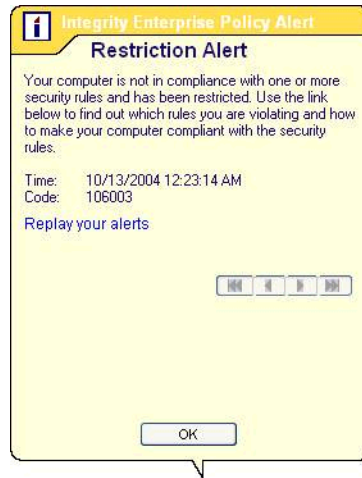 i Integrity Enterprise Policy Alert
Restriction Alert
Your computer is not in compliance with one or more
security rules and has been restricted. Use the link
below to find out which rules you are violating and how
to make your computer compliant with the security
rules.
Time: 10/13/2004 12:23:14 AM
Code: 106003
Replay your alerts
OK